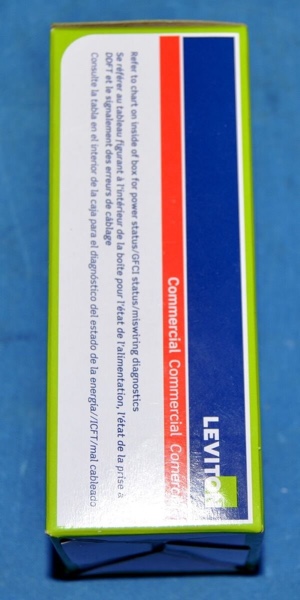 LEVITON
Commercial Commercial Comerc
Refer to chart on inside of box for power status/GFCI status/miswiring diagnostics
Se référer au tableau figurant à l'intérieur de la boîte pour l'état de l'alimentation, l'état de la prise à
DDFT et le signalement des erreurs de câblage
Consulte la tabla en el interior de la caja para el diagnóstico del estado de la energía//ICFT/mal cableado